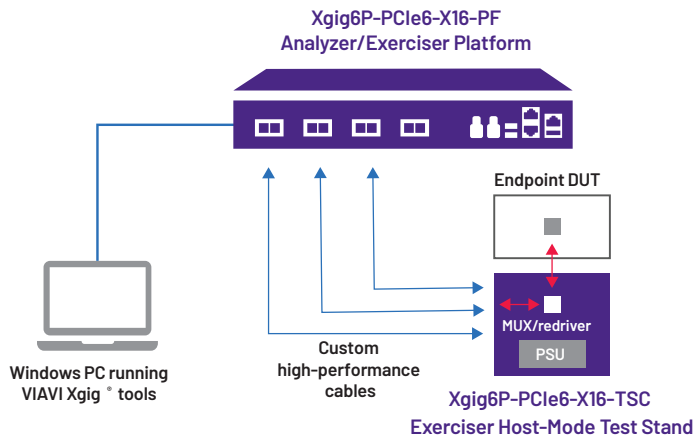 Xgig6P-PCIe6-X16-PF
Analyzer/Exerciser Platform
Endpoint DUT
MUX/redriver
PSU
Custom
high-performance
cables
Windows PC running
VIAVI Xgig ® tools
Xgig6P-PCIe6-X16-TSC
Exerciser Host-Mode Test Stand